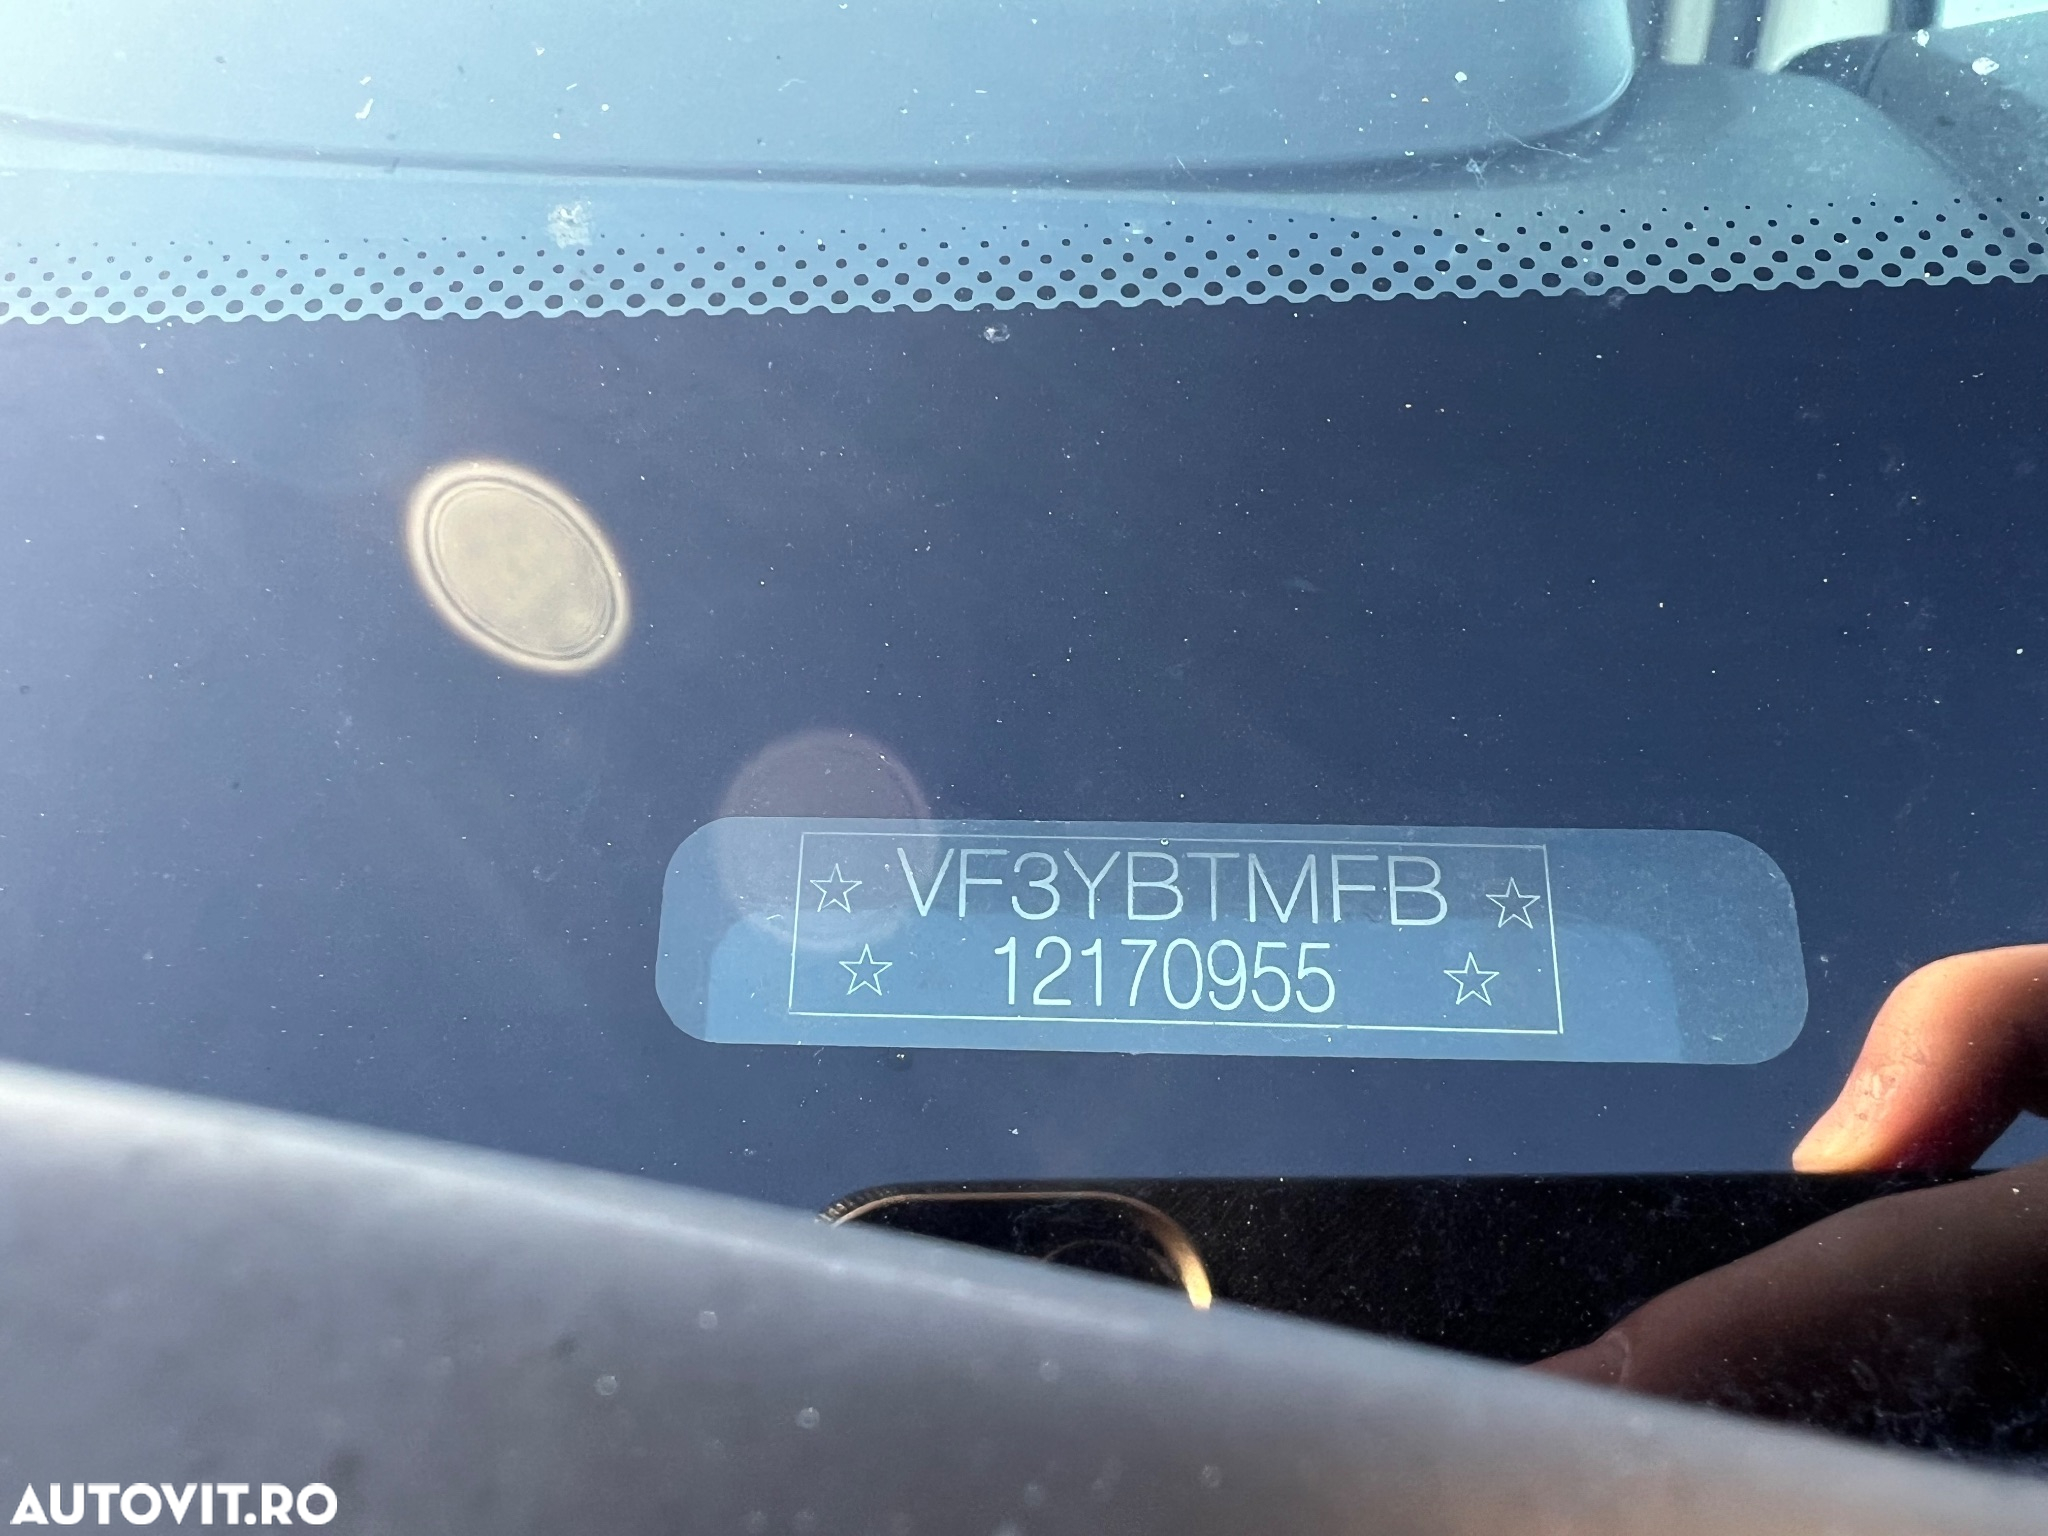 ☆ VF3YBTMFB ☆
☆ 12170955 ☆
AUTOVIT.RO